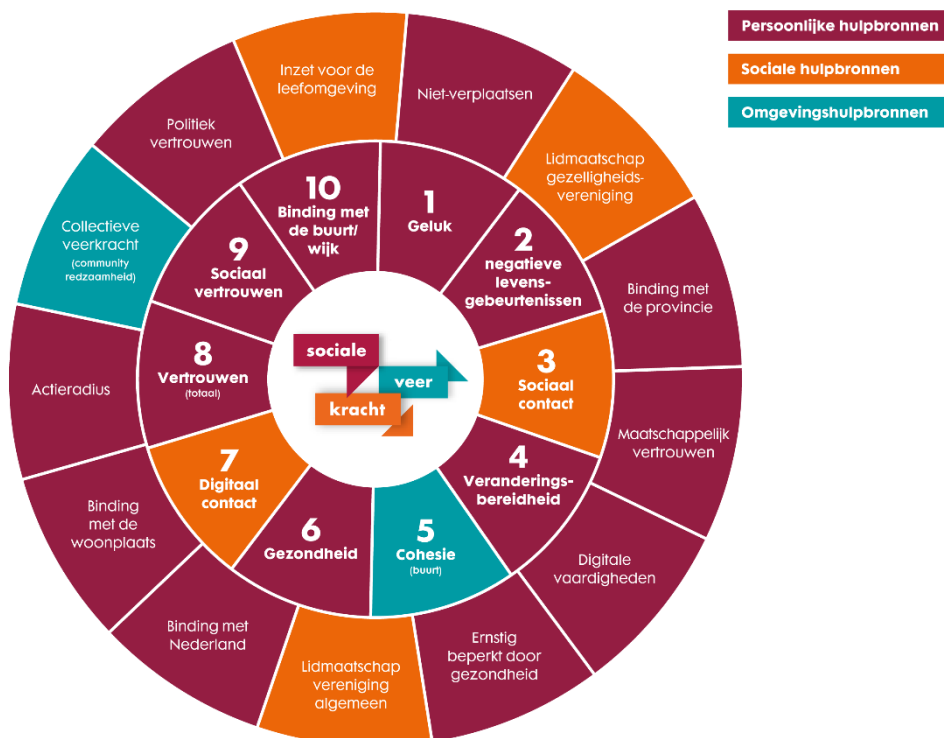 Persoonlijke hulpbronnen
Sociale hulpbronnen
Omgevingshulpbronnen
Inzet voor de
leefomgeving
Niet-verplaatsen
Lidmaatschap
gezelligheids-
vereniging
Binding met
de provincie
Maatschappelijk
vertrouwen
Digitale
vaardigheden
Ernstig
beperkt door
gezondheid
Lidmaatschap
vereniging
algemeen
Binding met
Nederland
Binding
met de
woonplaats
Actieradius
Collectieve
veerkracht
(community
redzaamheid)
Politiek
vertrouwen
1
Geluk
2
negatieve
levens-
gebeurtenissen
3
Sociaal
contact
4
Veranderings-
bereidheid
5
Cohesie
(buurt)
6
Gezondheid
7
Digitaal
contact
8
Vertrouwen
(totaal)
9
Sociaal
vertrouwen
10
Binding met
de buurt/
wijk
sociale
veer
kracht